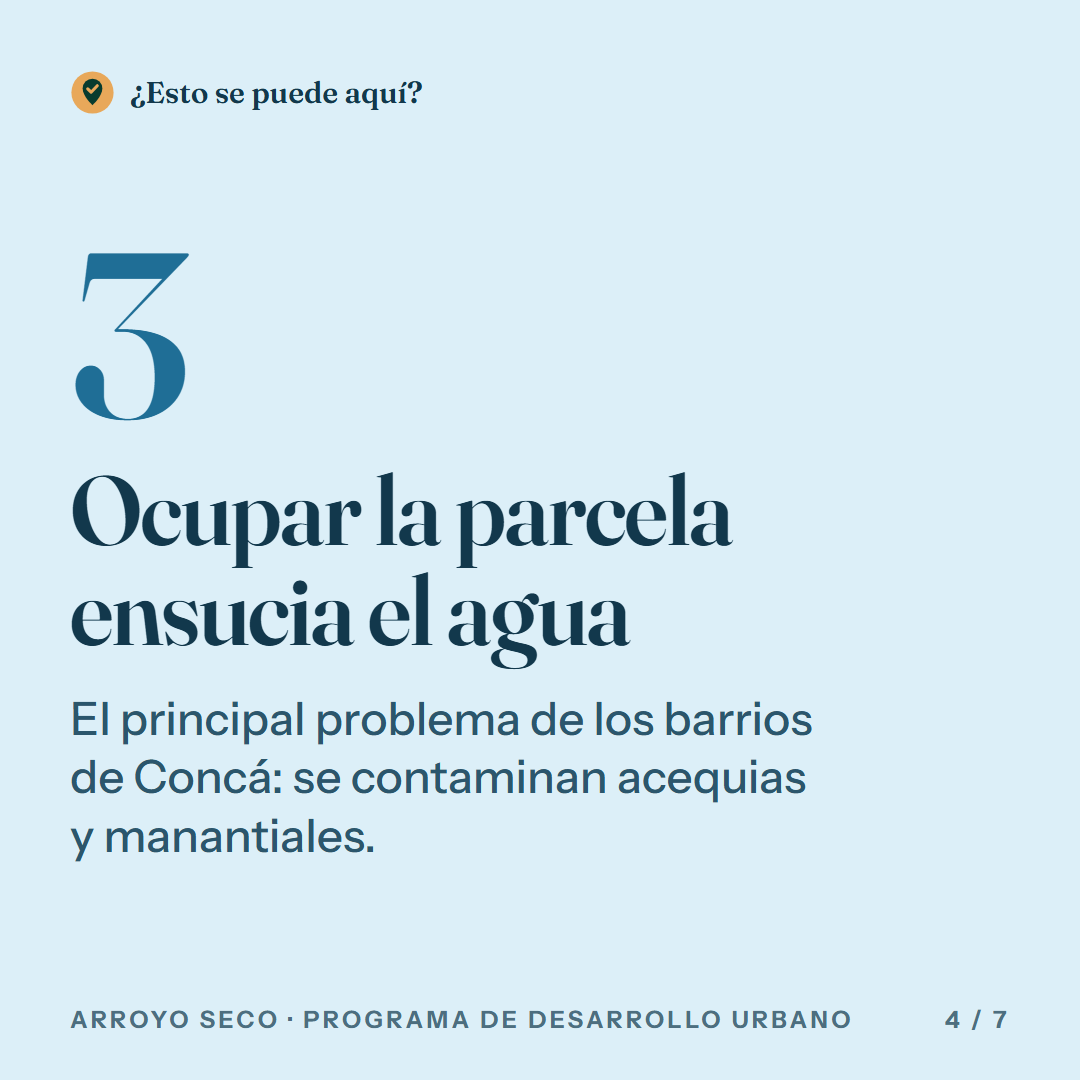 ¿Esto se puede aquí?
3
Ocupar la parcela
ensucia el agua
El principal problema de los barrios
de Concá: se contaminan acequias
y manantiales.
ARROYO SECO · PROGRAMA DE DESARROLLO URBANO 4 / 7